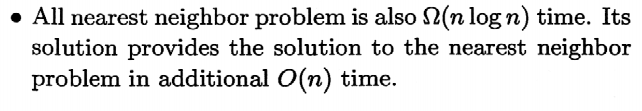 • All nearest neighbor problem is also Ω(n log n) time. Its
solution provides the solution to the nearest neighbor
problem in additional O(n) time.